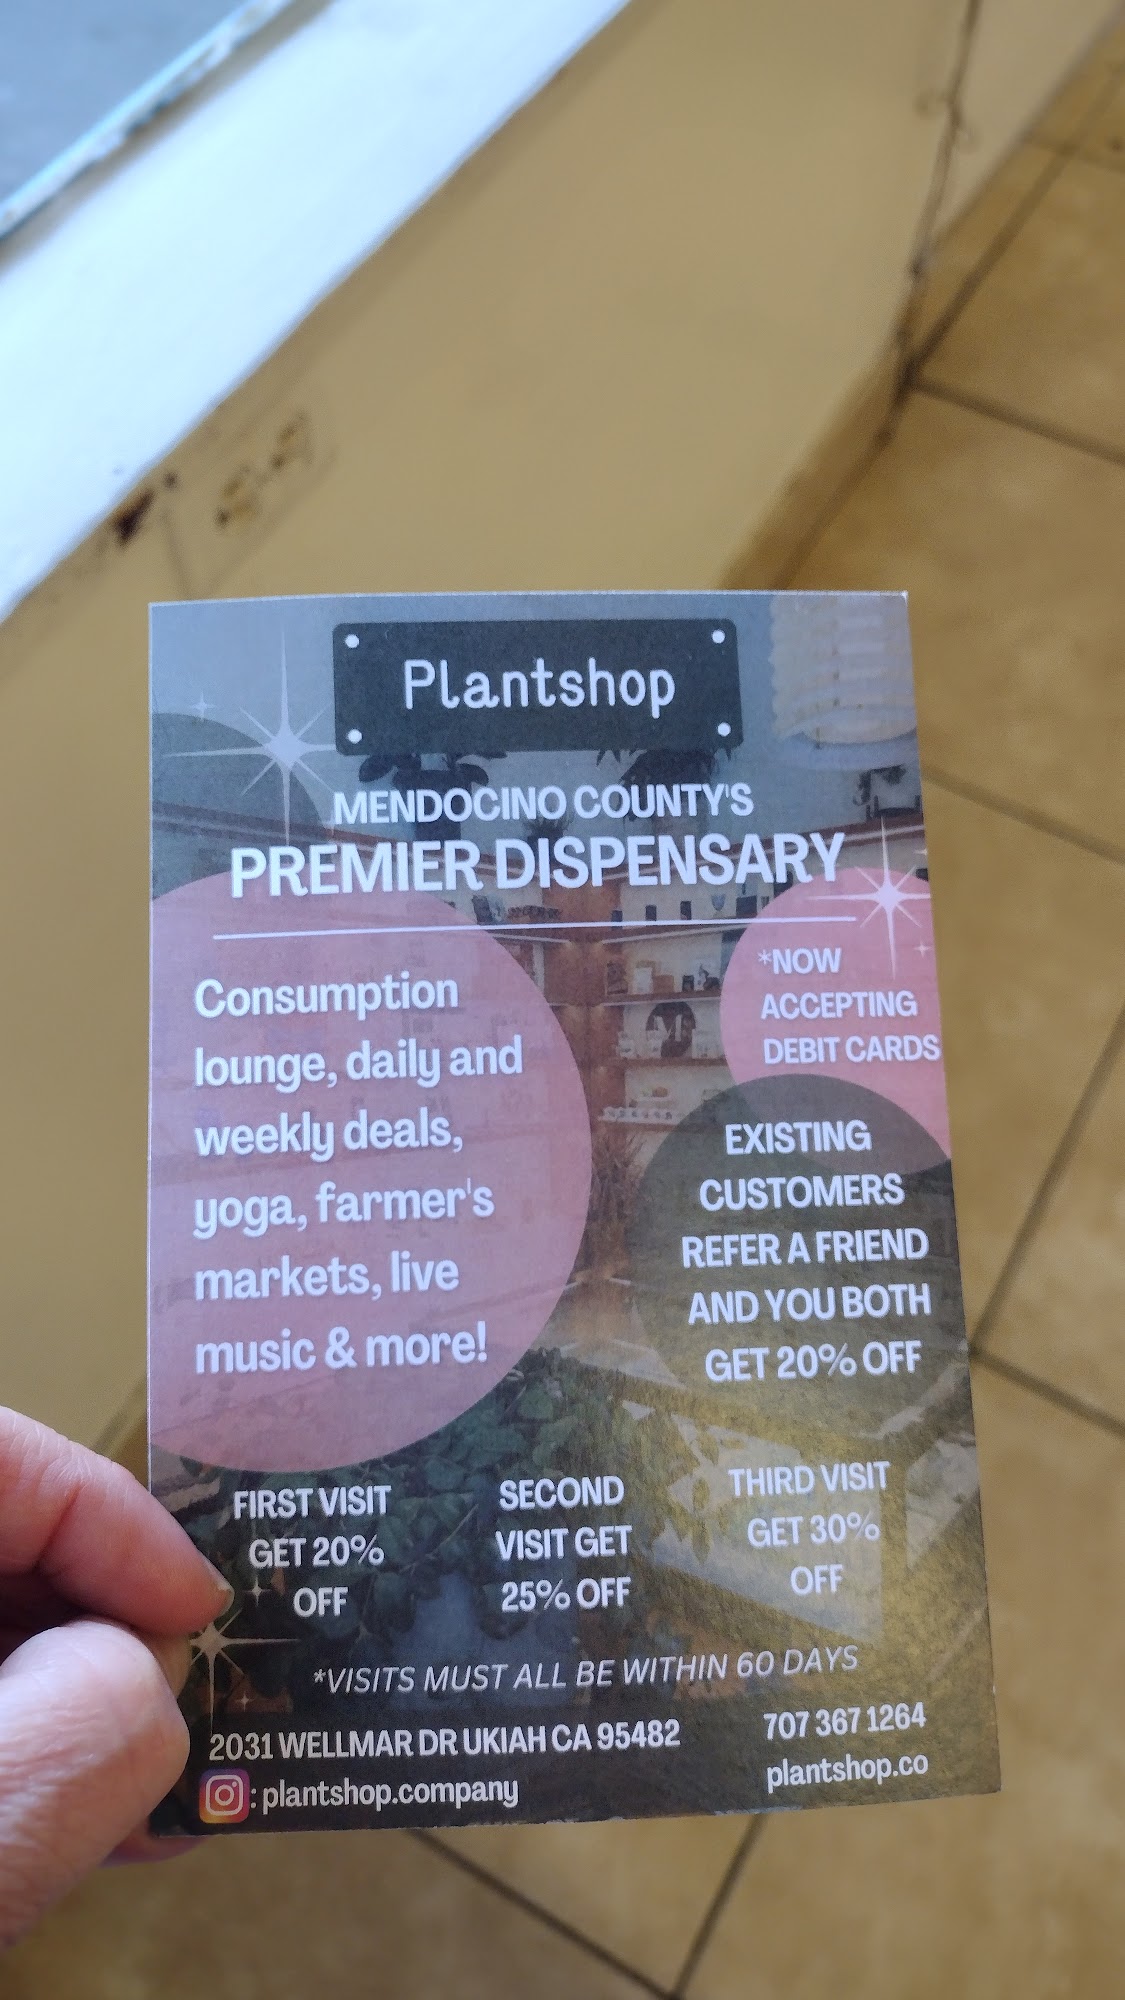 Plantshop
MENDOCINO COUNTY'S
PREMIER DISPENSARY
Consumption
lounge, daily and
weekly deals,
yoga, farmer's
markets, live
music & more!
*NOW
ACCEPTING
DEBIT CARDS
EXISTING
CUSTOMERS
REFER A FRIEND
AND YOU BOTH
GET 20% OFF
FIRST VISIT
GET 20%
OFF
SECOND
VISIT GET
25% OFF
THIRD VISIT
GET 30%
OFF
*VISITS MUST ALL BE WITHIN 60 DAYS
2031 WELLMAR DR UKIAH CA 95482
: plantshop.company
707 367 1264
plantshop.co